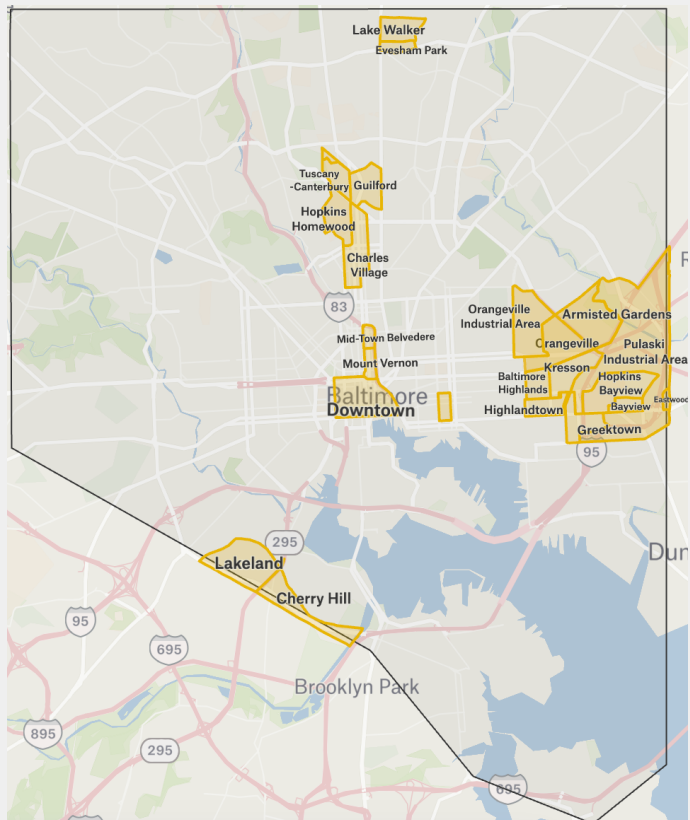 Lake Walker
Evesham Park
Tuscany
-Canterbury
Guilford
Hopkins
Homewood
Charles
Village
83
Orangeville
Industrial Area
Armisted Gardens
Mid-Town Belvedere
Orangeville
Pulaski
Industrial Area
Mount Vernon
Kresson
Baltimore
Highlands
Hopkins
Bayview
Baltimore
Downtown
Highlandtown
Bayview
Eastwood
Greektown
95
295
Dun
Lakeland
Cherry Hill
95
695
Brooklyn Park
895
295
695